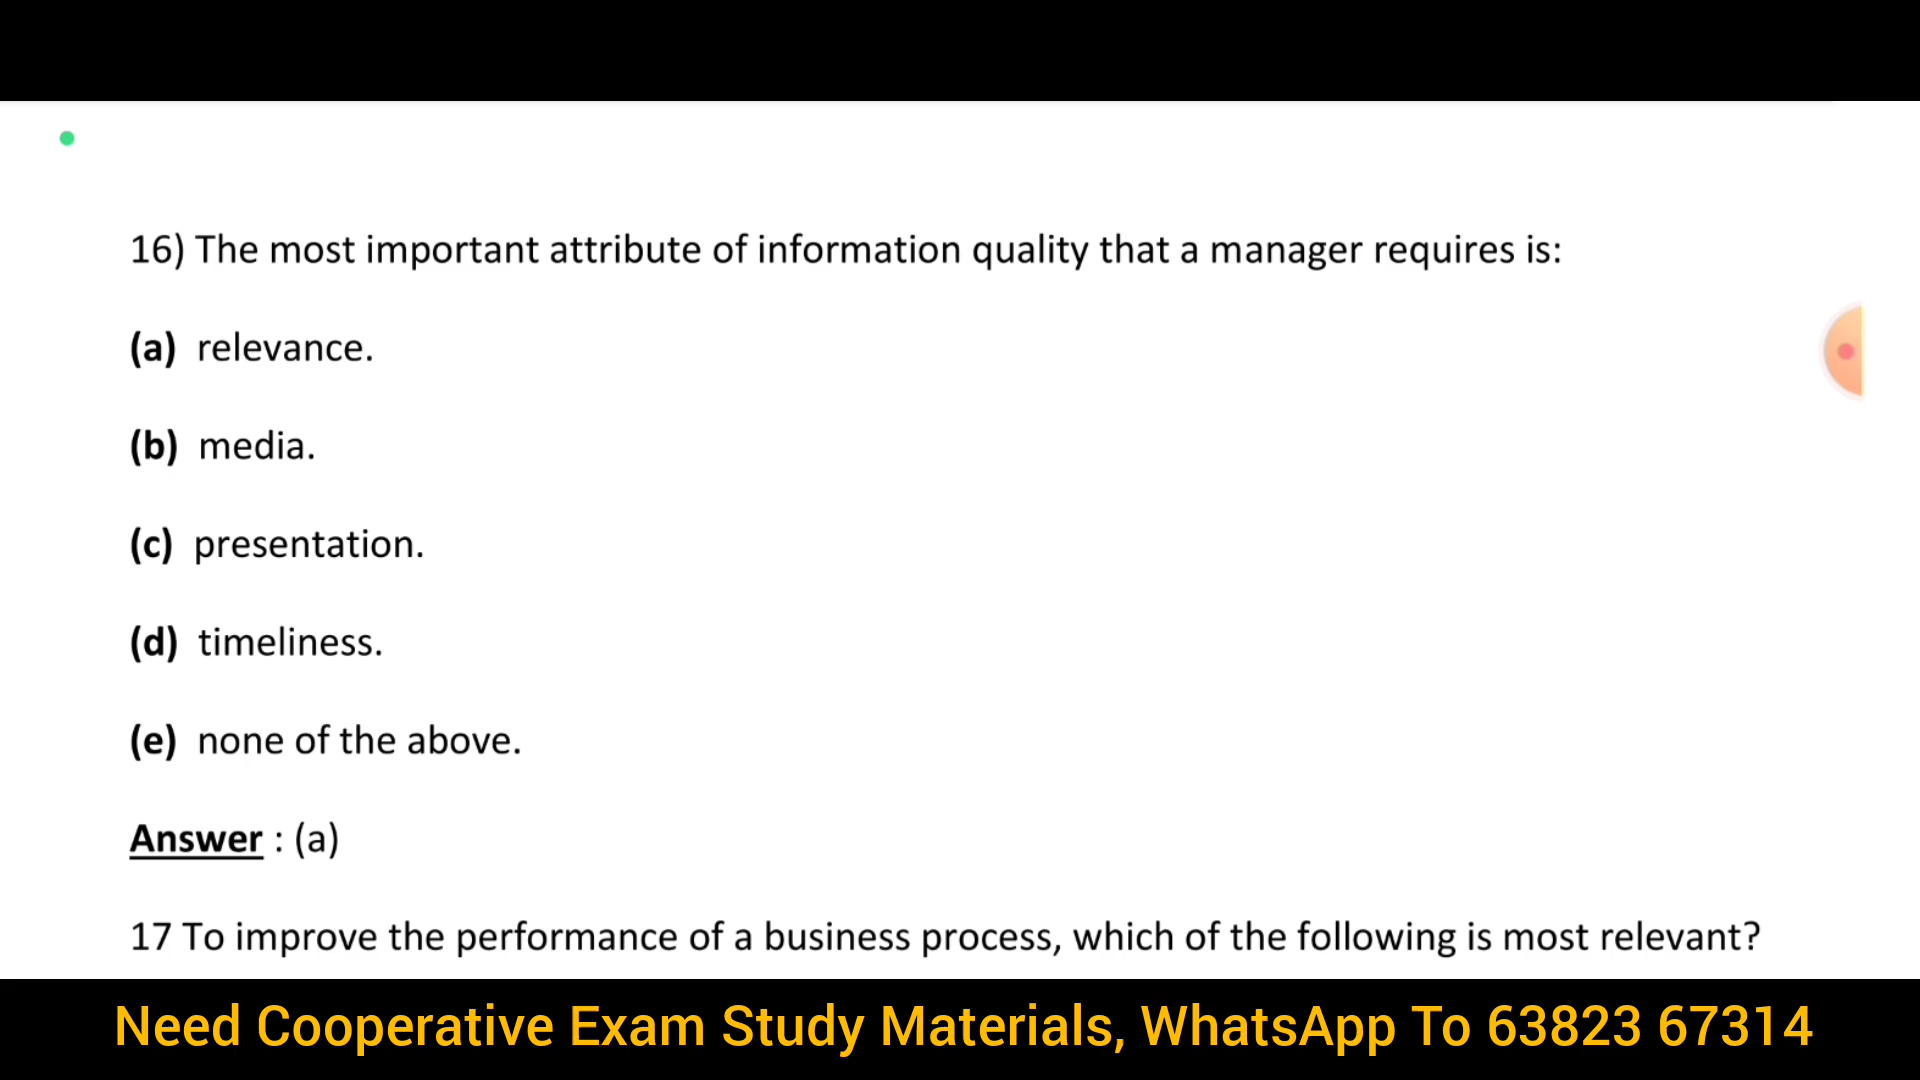 16) The most important attribute of information quality that a manager requires is:
(a) relevance.
(b) media.
(c) presentation.
(d) timeliness.
(e) none of the above.
Answer : (a)
17 To improve the performance of a business process, which of the following is most relevant?
Need Cooperative Exam Study Materials, WhatsApp To 63823 67314